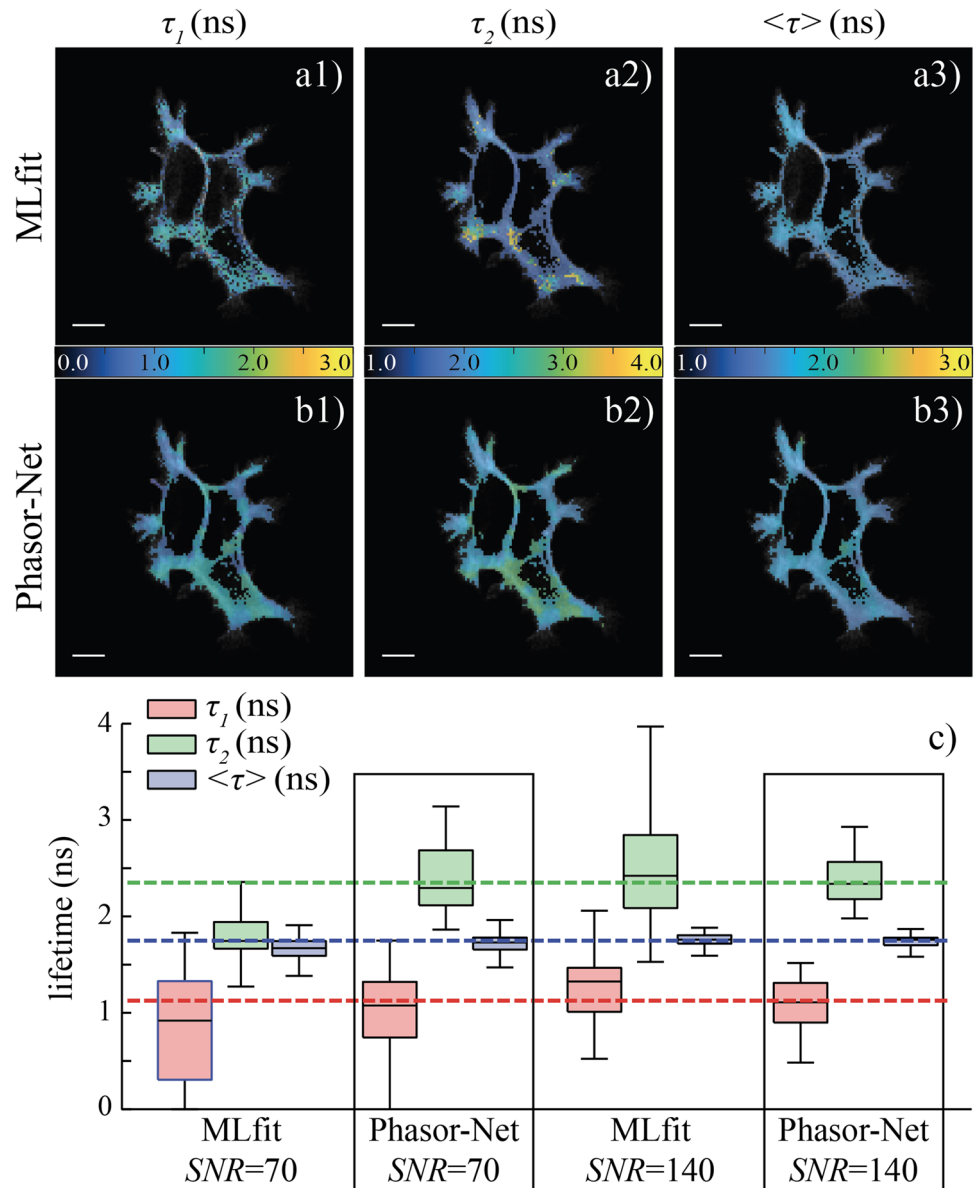 τ1 (ns) τ2 (ns) <τ> (ns)
MLfit
a1) a2) a3)
0.0 1.0 2.0 3.0 1.0 2.0 3.0 4.0 1.0 2.0 3.0
Phasor-Net
b1) b2) b3)
c)
τ1 (ns)
τ2 (ns)
<τ> (ns)
lifetime (ns)
4
3
2
1
0
MLfit Phasor-Net MLfit Phasor-Net
SNR=70 SNR=70 SNR=140 SNR=140